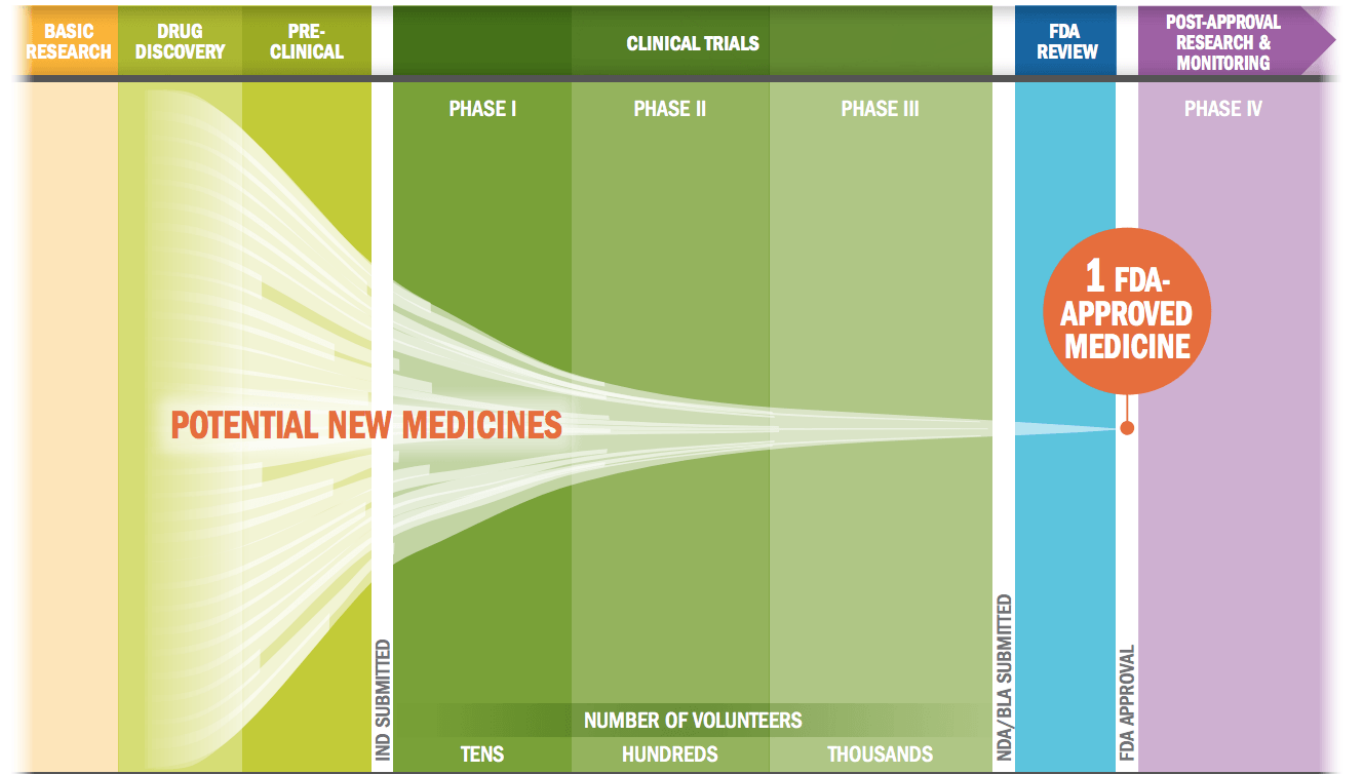 BASIC
RESEARCH
DRUG
DISCOVERY
PRE-
CLINICAL
CLINICAL TRIALS
FDA
REVIEW
POST-APPROVAL
RESEARCH &
MONITORING
PHASE I
PHASE II
PHASE III
PHASE IV
1 FDA-
APPROVED
MEDICINE
POTENTIAL NEW MEDICINES
IND SUBMITTED
NDA/BLA SUBMITTED
FDA APPROVAL
NUMBER OF VOLUNTEERS
TENS
HUNDREDS
THOUSANDS